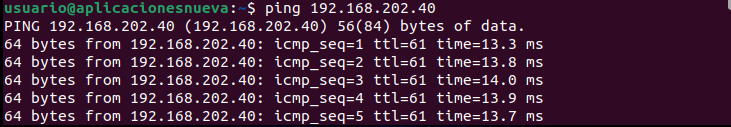 usuario@aplicacionesnueva:~$ ping 192.168.202.40
PING 192.168.202.40 (192.168.202.40) 56(84) bytes of data.
64 bytes from 192.168.202.40: icmp_seq=1 ttl=61 time=13.3 ms
64 bytes from 192.168.202.40: icmp_seq=2 ttl=61 time=13.8 ms
64 bytes from 192.168.202.40: icmp_seq=3 ttl=61 time=14.0 ms
64 bytes from 192.168.202.40: icmp_seq=4 ttl=61 time=13.9 ms
64 bytes from 192.168.202.40: icmp_seq=5 ttl=61 time=13.7 ms